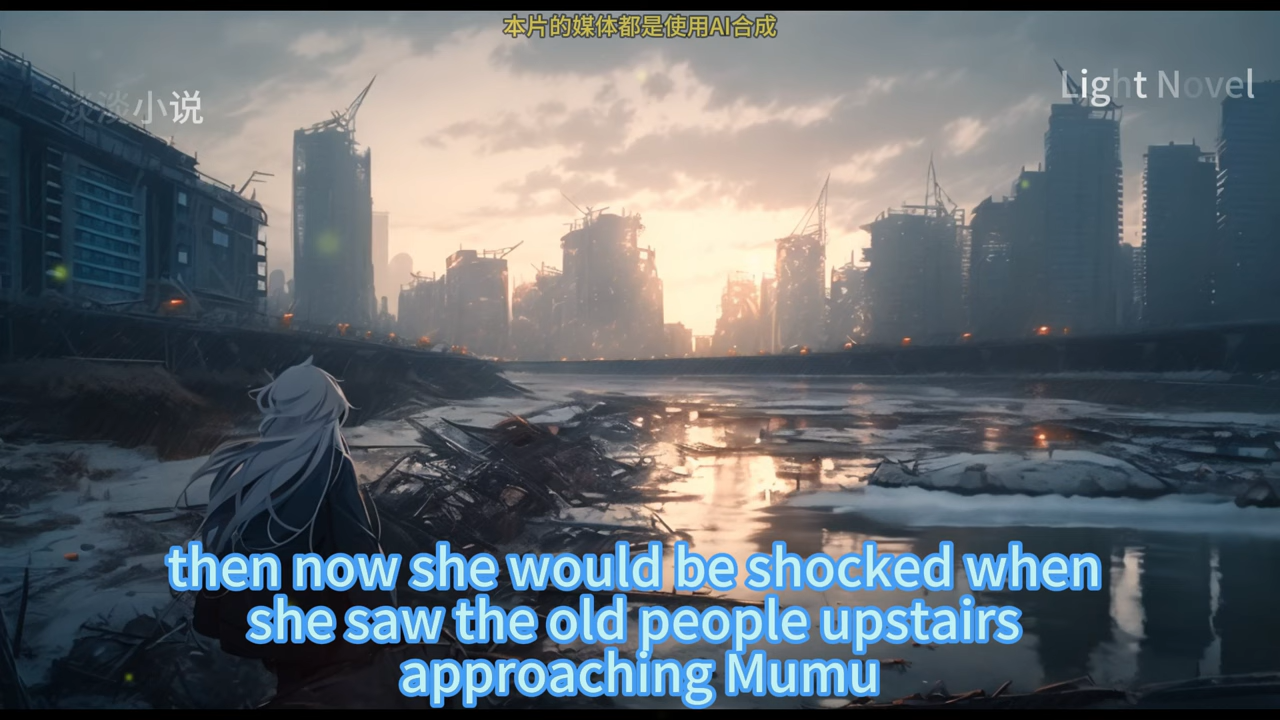 本片的媒体都是使用AI合成
Light Novel
淡淡小说
then now she would be shocked when
she saw the old people upstairs
approaching Mumu